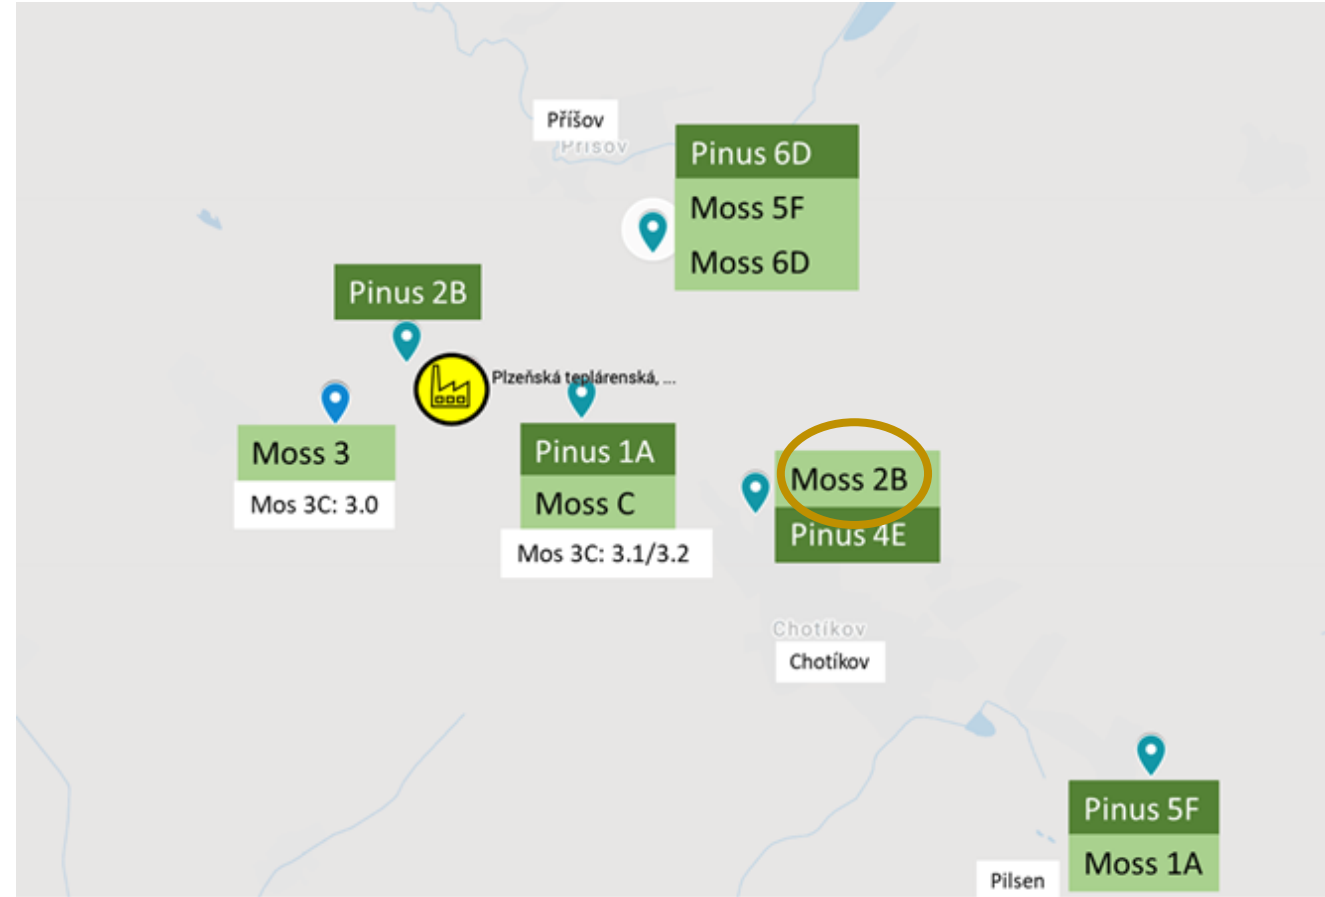 Příšov
Přísov
Pinus 6D
Moss 5F
Moss 6D
Pinus 2B
Plzeňská teplárenská, ...
Moss 3
Mos 3C: 3.0
Pinus 1A
Moss C
Mos 3C: 3.1/3.2
Moss 2B
Pinus 4E
Chotíkov
Chotíkov
Pinus 5F
Moss 1A
Pilsen